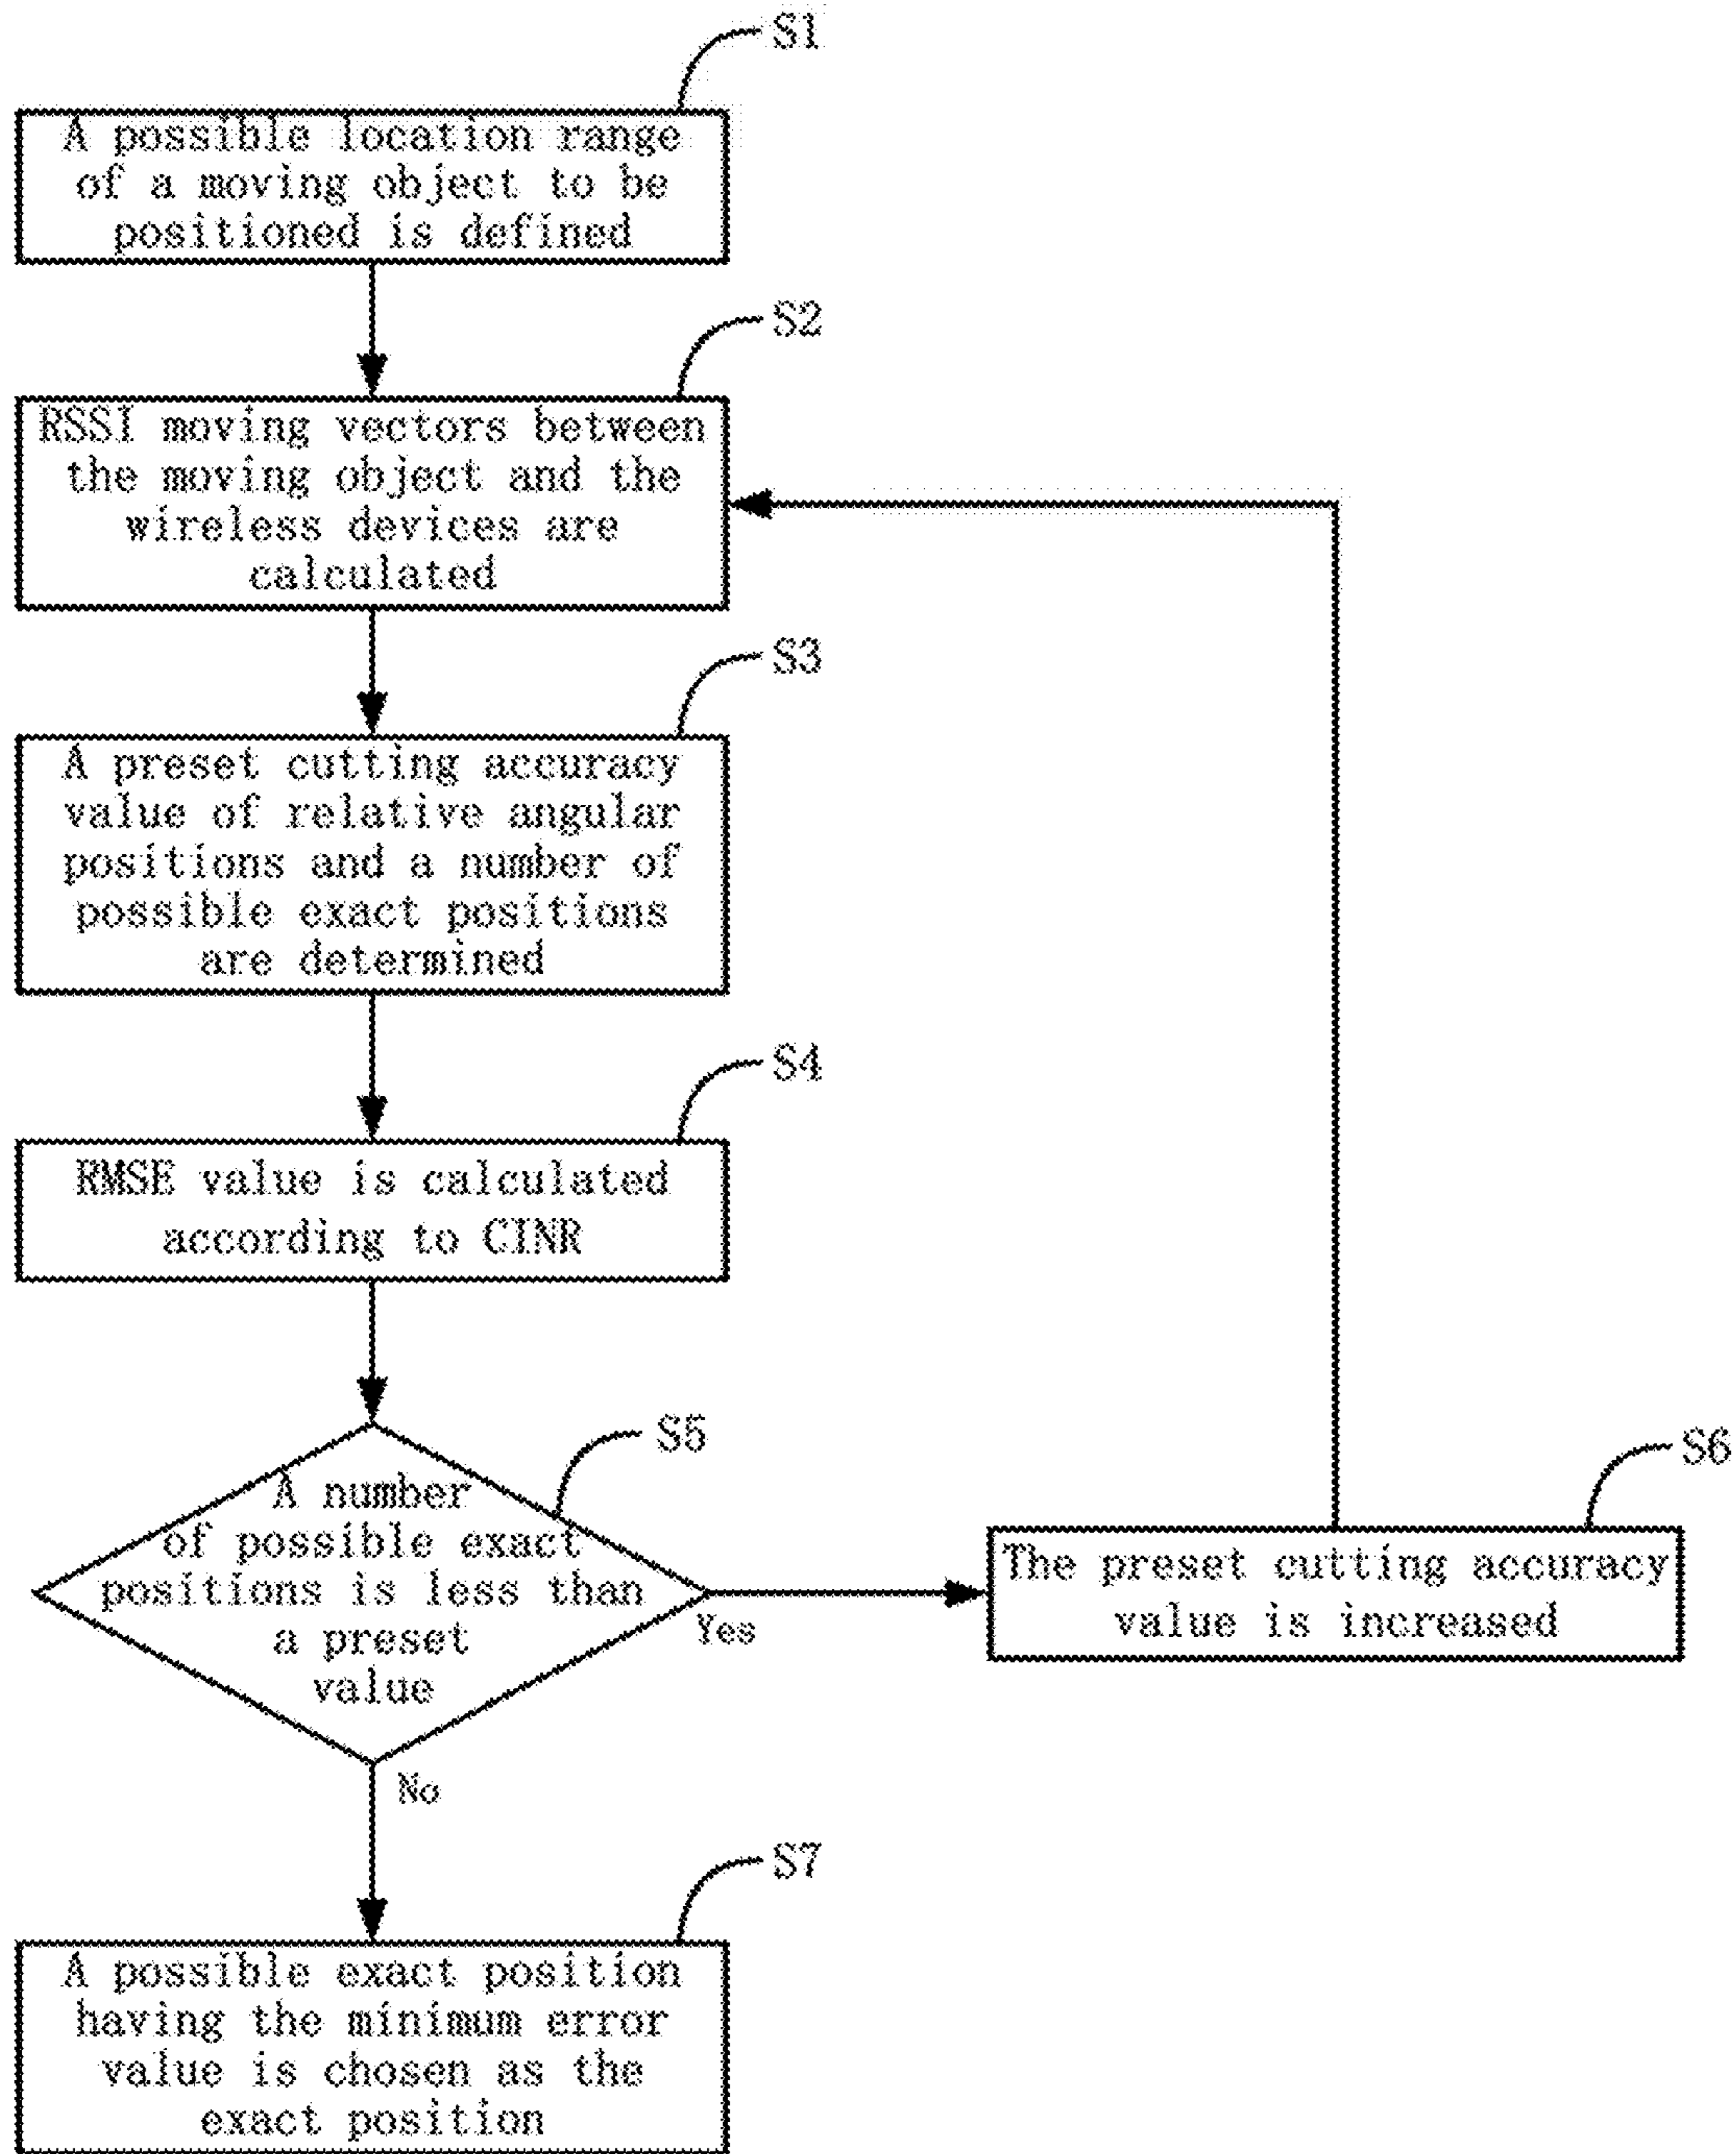 S1
A possible location range
of a moving object to be
positioned is defined
S2
RSSI moving vectors between
the moving object and the
wireless devices are
calculated
S3
A preset cutting accuracy
value of relative angular
positions and a number of
possible exact positions
are determined
S4
RMSE value is calculated
according to CINR
S5
A number
of possible exact
positions is less than
a preset
value
Yes
S6
The preset cutting accuracy
value is increased
No
S7
A possible exact position
having the minimum error
value is chosen as the
exact position